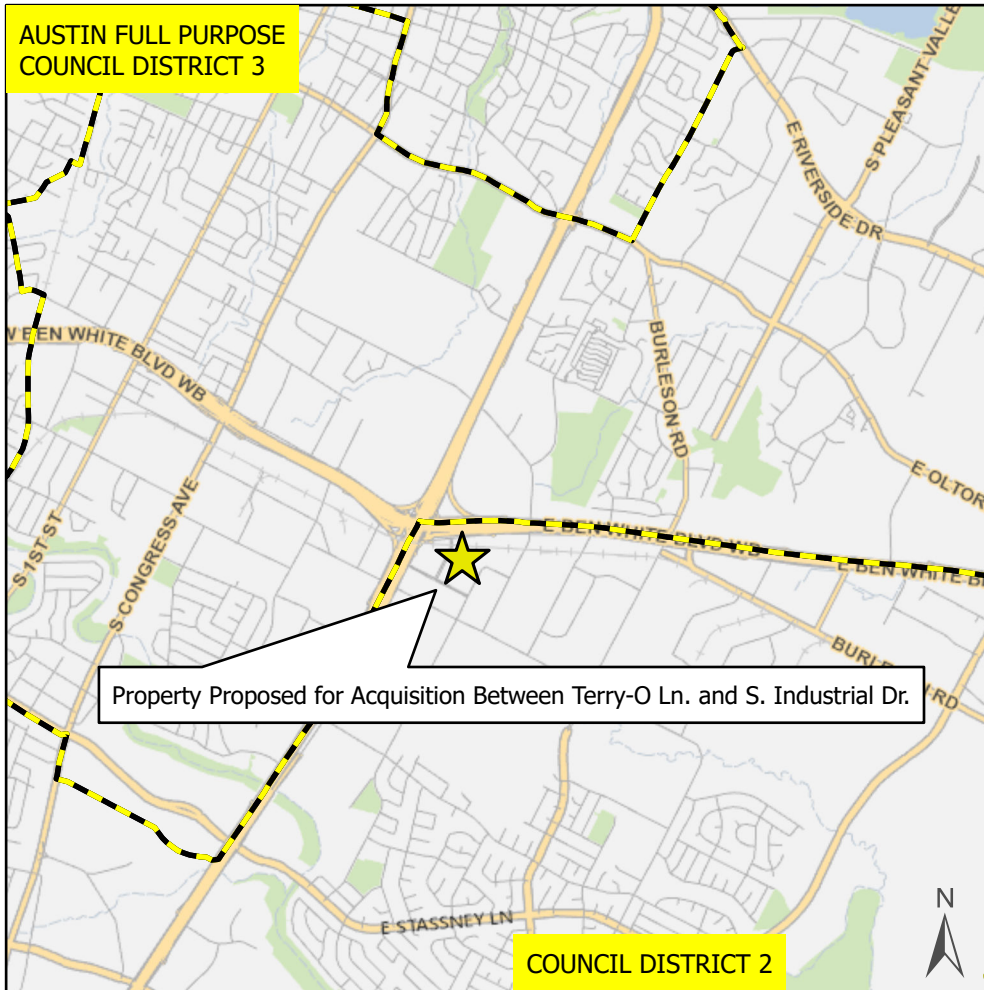 AUSTIN FULL PURPOSE
COUNCIL DISTRICT 3
S PLEASANT VALLE
E RIVERSIDE DR
W BEN WHITE BLVD WB
BURLESON RD
E OLTOR
S 1ST ST
S CONGRESS AVE
E BEN WHITE BLVD WB
E BEN WHITE B
BURLESON RD
Property Proposed for Acquisition Between Terry-O Ln. and S. Industrial Dr.
E STASSNEY LN
COUNCIL DISTRICT 2
N